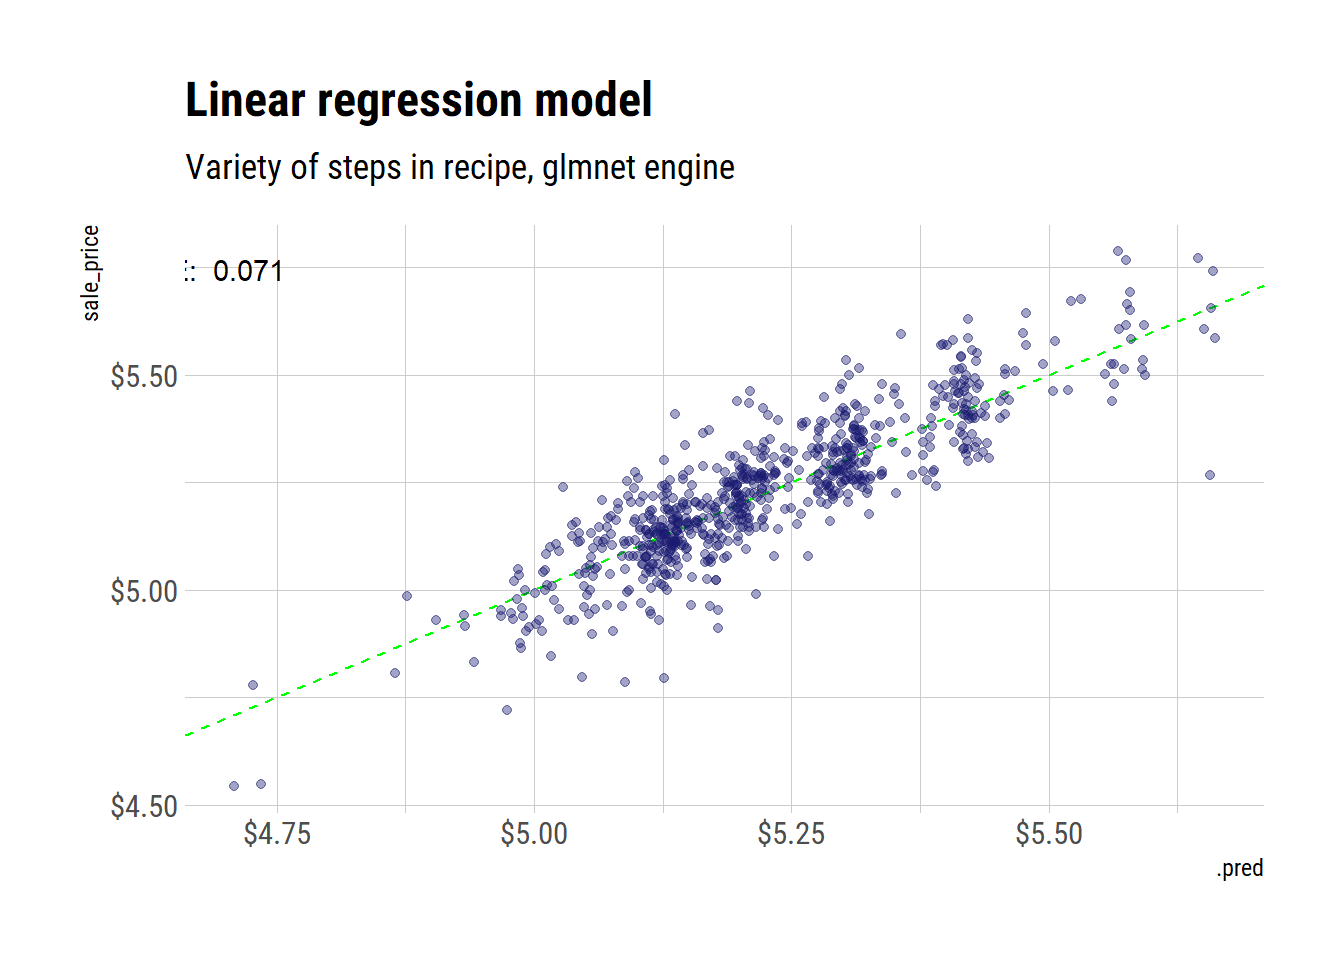 Linear regression model
Variety of steps in recipe, glmnet engine
sale_price
: 0.071
$5.50
$5.00
$4.50
$4.75 $5.00 $5.25 $5.50
.pred